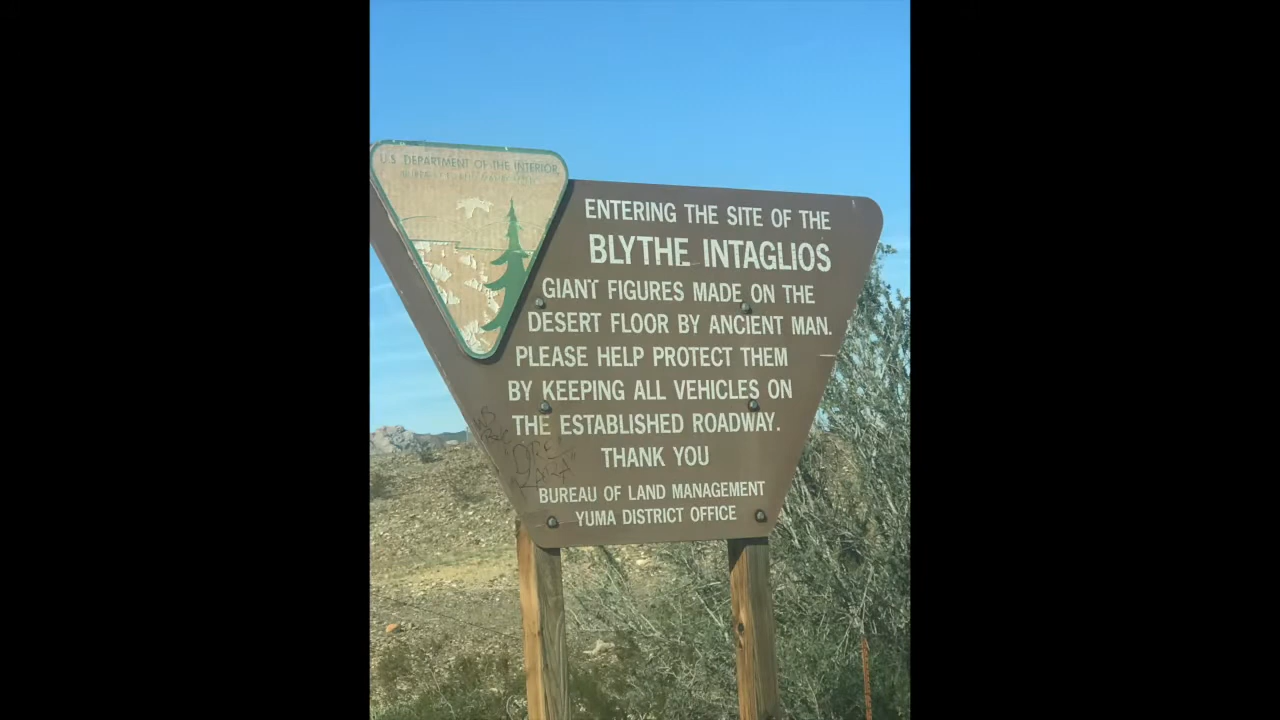 U.S. DEPARTMENT OF THE INTERIOR
ENTERING THE SITE OF THE
BLYTHE INTAGLIOS
GIANT FIGURES MADE ON THE
DESERT FLOOR BY ANCIENT MAN.
PLEASE HELP PROTECT THEM
BY KEEPING ALL VEHICLES ON
THE ESTABLISHED ROADWAY.
THANK YOU
BUREAU OF LAND MANAGEMENT
YUMA DISTRICT OFFICE